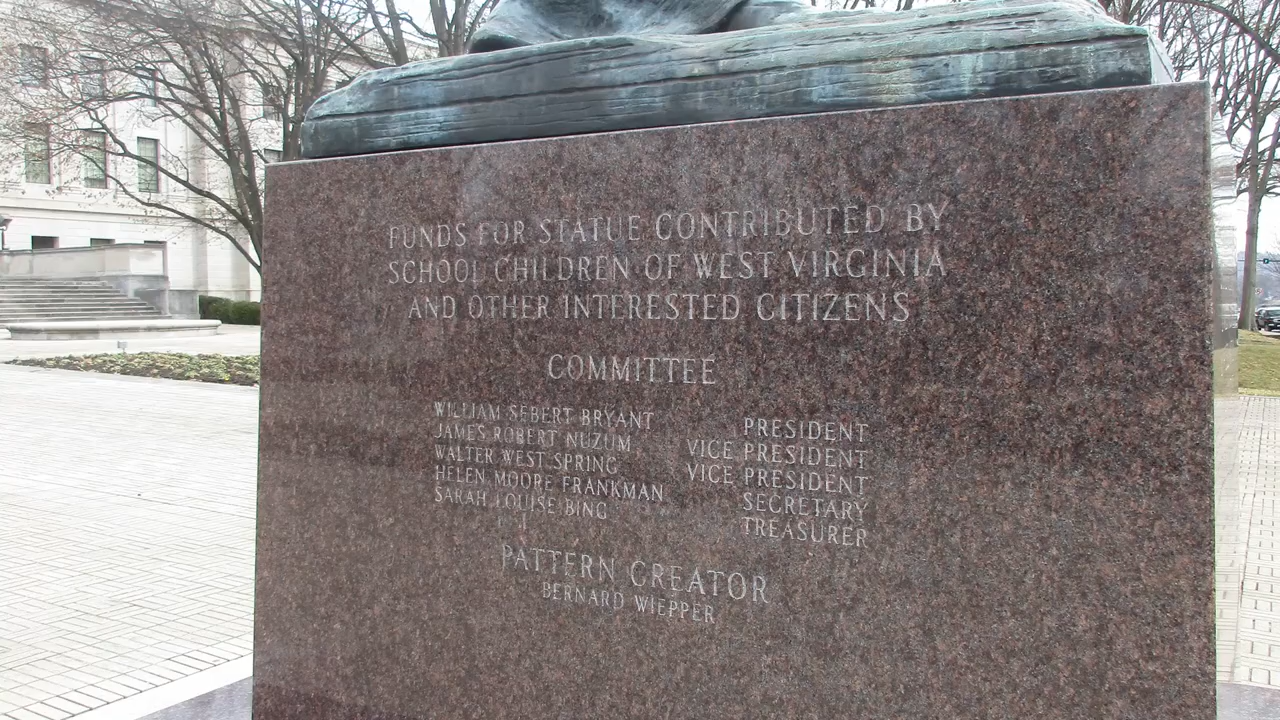 FUNDS FOR STATUE CONTRIBUTED BY
SCHOOL CHILDREN OF WEST VIRGINIA
AND OTHER INTERESTED CITIZENS
COMMITTEE
WILLIAM SEBERT BRYANT PRESIDENT
JAMES ROBERT NUZUM VICE PRESIDENT
WALTER WEST SPRING VICE PRESIDENT
HELEN MOORE FRANKMAN SECRETARY
SARAH LOUISE BING TREASURER
PATTERN CREATOR
BERNARD WIEPPER